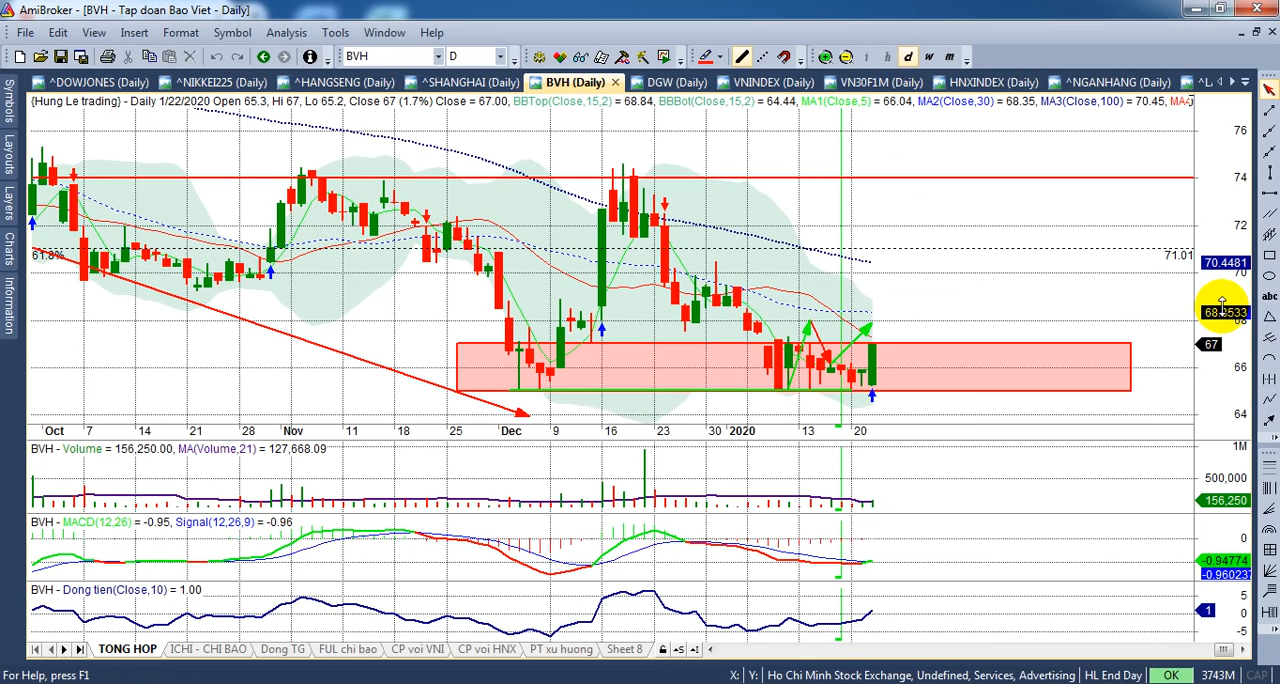 AmiBroker - [BVH - Tap doan Bao Viet - Daily]
File Edit View Insert Format Symbol Analysis Tools Window Help
BVH D d w m
^DOWJONES (Daily) ^NIKKEI225 (Daily) ^HANGSENG (Daily) ^SHANGHAI (Daily) BVH (Daily) DGW (Daily) VNINDEX (Daily) VN30F1M (Daily) HNXINDEX (Daily) ^NGANHANG (Daily)
Symbols
Layouts
Layers
Charts
Information
{Hung Le trading} - Daily 1/22/2020 Open 65.3, Hi 67, Lo 65.2, Close 67 (1.7%) Close = 67.00, BBTop(Close,15,2) = 68.84, BBBot(Close,15,2) = 64.44, MA1(Close,5) = 66.04, MA2(Close,30) = 68.35, MA3(Close,100) = 70.45,
76
74
72
61.8% 71.01
70.4481
70
68
67
66
64
Oct 7 14 21 28 Nov 11 18 25 Dec 9 16 23 30 2020 13 20
BVH - Volume = 156,250.00, MA(Volume,21) = 127,668.09
1M
500,000
156,250
BVH - MACD(12,26) = -0.95, Signal(12,26,9) = -0.96
0
-0.94774
-0.960237
BVH - Dong tien(Close,10) = 1.00
5
1
0
-5
TONG HOP ICHI - CHI BAO Dong TG FUL chi bao CP voi VNI CP voi HNX PT xu huong Sheet 8
For Help, press F1 X: Y: Ho Chi Minh Stock Exchange, Undefined, Services, Advertising HL End Day OK 3743M CAP
abc